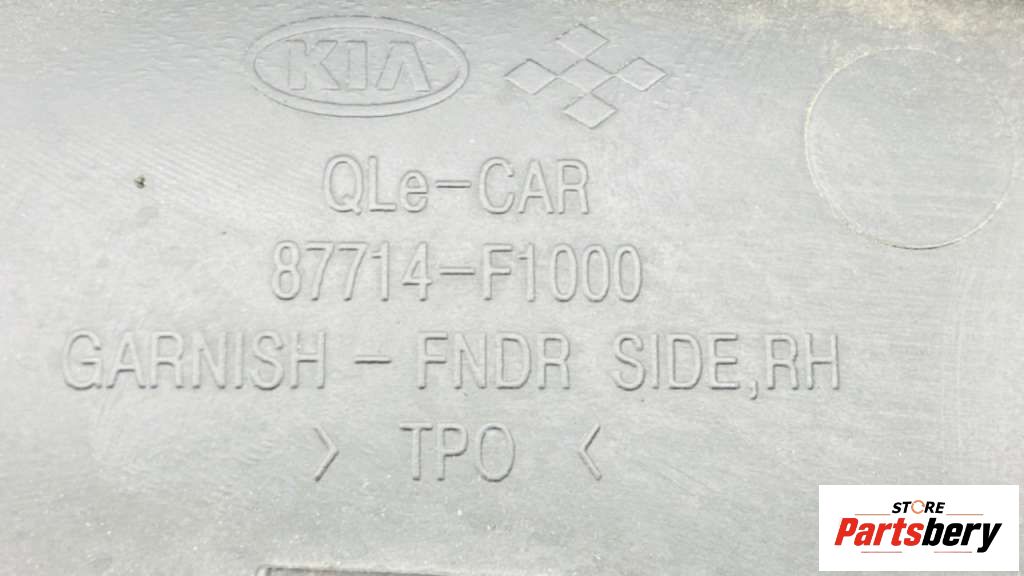 KIA
QLe-CAR
87714-F1000
GARNISH - FNDR SIDE,RH
> TPO <
STORE
Partsbery